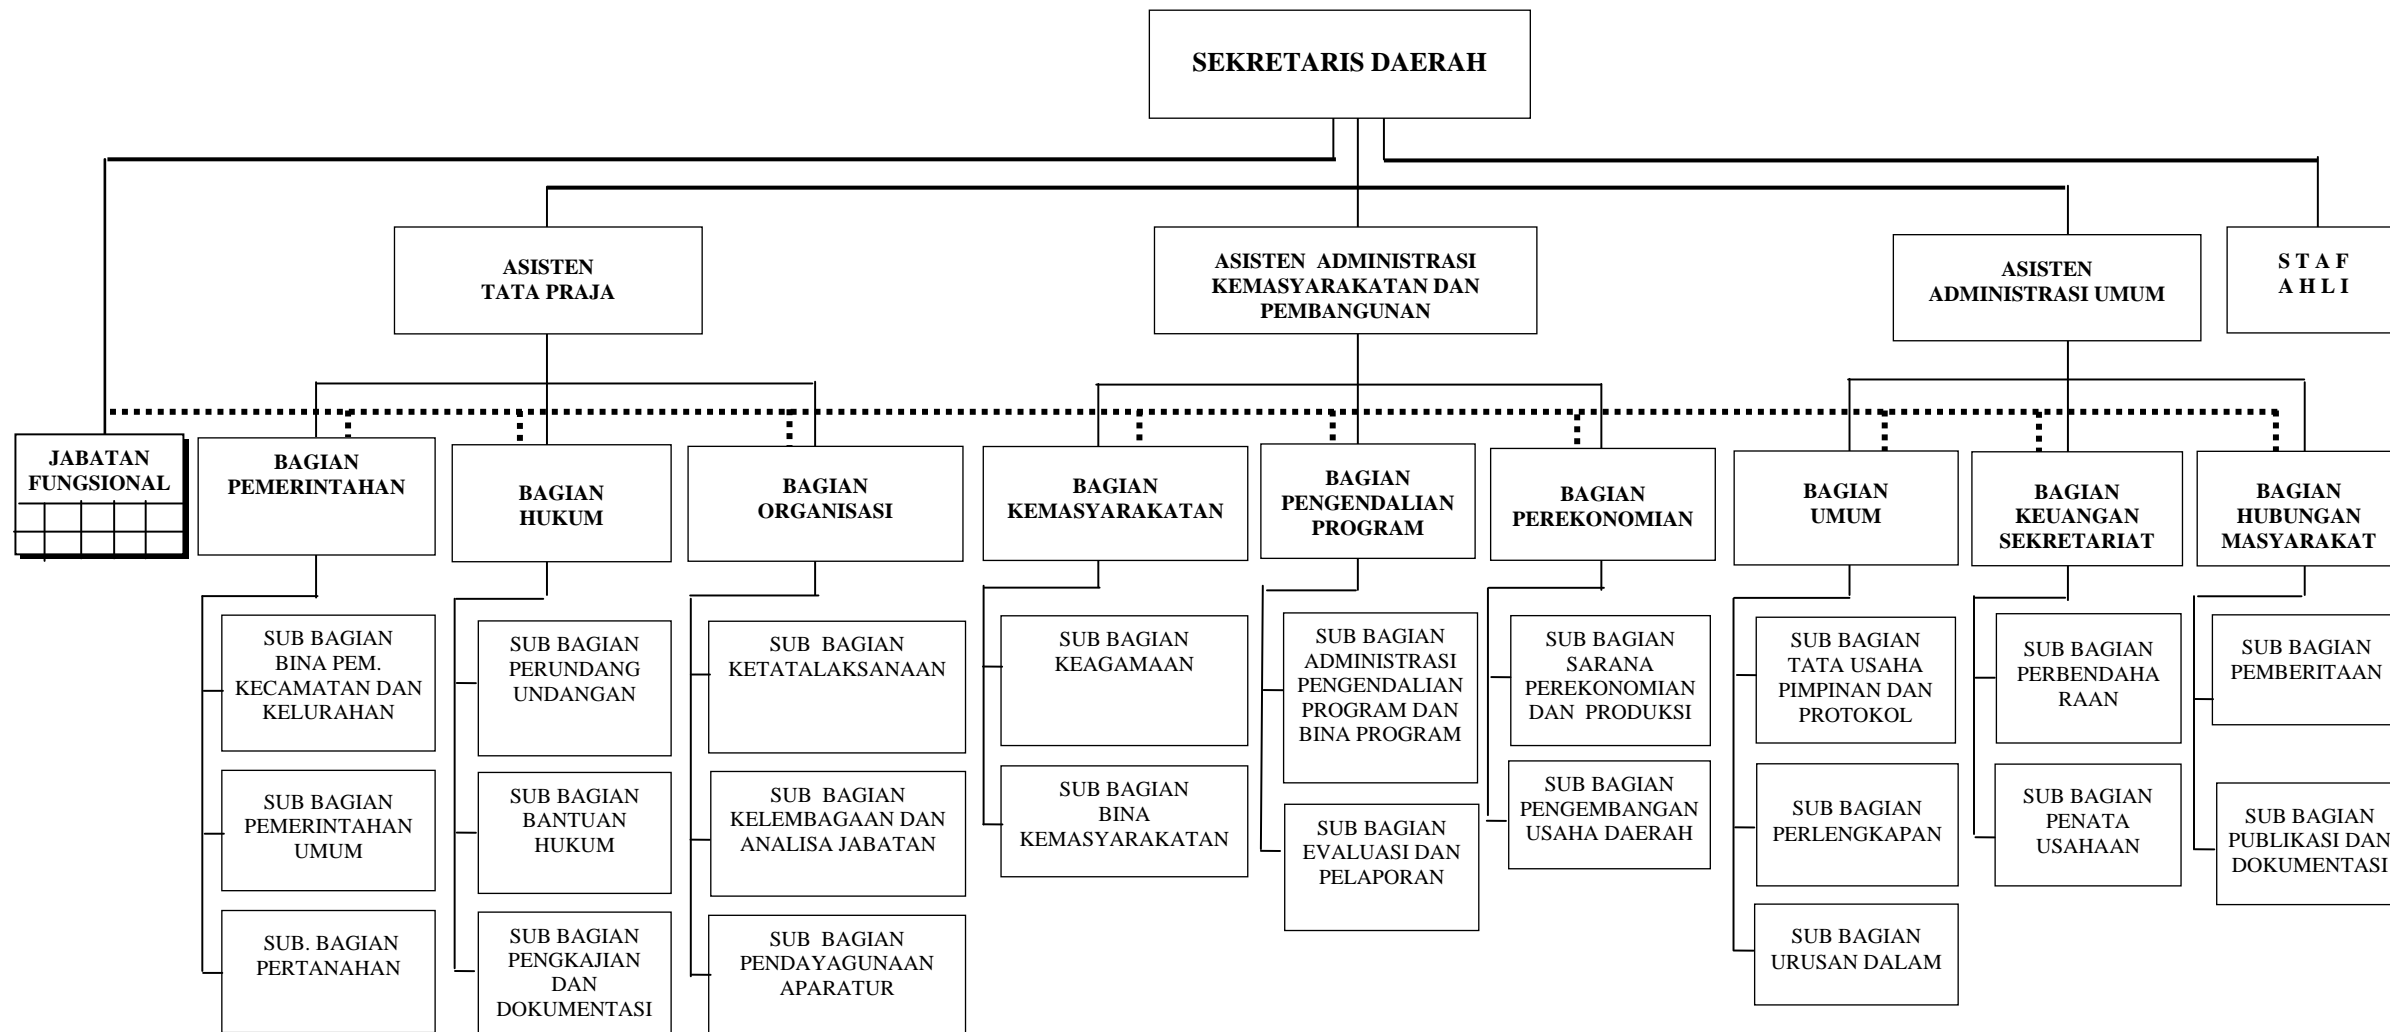 SEKRETARIS DAERAH
ASISTEN
TATA PRAJA
ASISTEN ADMINISTRASI
KEMASYARAKATAN DAN
PEMBANGUNAN
ASISTEN
ADMINISTRASI UMUM
S T A F
A H L I
JABATAN
FUNGSIONAL
BAGIAN
PEMERINTAHAN
BAGIAN
HUKUM
BAGIAN
ORGANISASI
BAGIAN
KEMASYARAKATAN
BAGIAN
PENGENDALIAN
PROGRAM
BAGIAN
PEREKONOMIAN
BAGIAN
UMUM
BAGIAN
KEUANGAN
SEKRETARIAT
BAGIAN
HUBUNGAN
MASYARAKAT
SUB BAGIAN
BINA PEM.
KECAMATAN DAN
KELURAHAN
SUB BAGIAN
PERUNDANG
UNDANGAN
SUB BAGIAN
KETATALAKSANAAN
SUB BAGIAN
KEAGAMAAN
SUB BAGIAN
ADMINISTRASI
PENGENDALIAN
PROGRAM DAN
BINA PROGRAM
SUB BAGIAN
SARANA
PEREKONOMIAN
DAN PRODUKSI
SUB BAGIAN
TATA USAHA
PIMPINAN DAN
PROTOKOL
SUB BAGIAN
PERBENDAHA
RAAN
SUB BAGIAN
PEMBERITAAN
SUB BAGIAN
PEMERINTAHAN
UMUM
SUB BAGIAN
BANTUAN
HUKUM
SUB BAGIAN
KELEMBAGAAN DAN
ANALISA JABATAN
SUB BAGIAN
BINA
KEMASYARAKATAN
SUB BAGIAN
EVALUASI DAN
PELAPORAN
SUB BAGIAN
PENGEMBANGAN
USAHA DAERAH
SUB BAGIAN
PERLENGKAPAN
SUB BAGIAN
PENATA
USAHAAN
SUB BAGIAN
PUBLIKASI DAN
DOKUMENTASI
SUB. BAGIAN
PERTANAHAN
SUB BAGIAN
PENGKAJIAN
DAN
DOKUMENTASI
SUB BAGIAN
PENDAYAGUNAAN
APARATUR
SUB BAGIAN
URUSAN DALAM